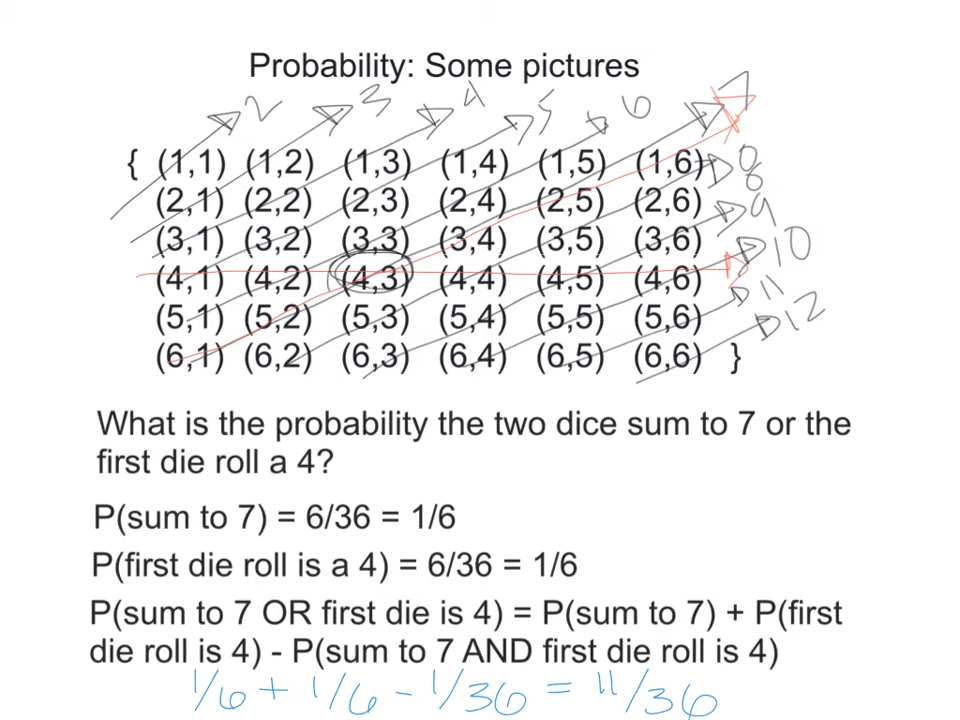 Probability: Some pictures
2 3 4 5 6 7
{ (1,1) (1,2) (1,3) (1,4) (1,5) (1,6) 8
(2,1) (2,2) (2,3) (2,4) (2,5) (2,6) 9
(3,1) (3,2) (3,3) (3,4) (3,5) (3,6) 10
(4,1) (4,2) (4,3) (4,4) (4,5) (4,6) 11
(5,1) (5,2) (5,3) (5,4) (5,5) (5,6) 12
(6,1) (6,2) (6,3) (6,4) (6,5) (6,6) }
What is the probability the two dice sum to 7 or the
first die roll a 4?
P(sum to 7) = 6/36 = 1/6
P(first die roll is a 4) = 6/36 = 1/6
P(sum to 7 OR first die is 4) = P(sum to 7) + P(first
die roll is 4) - P(sum to 7 AND first die roll is 4)
1/6 + 1/6 - 1/36 = 11/36